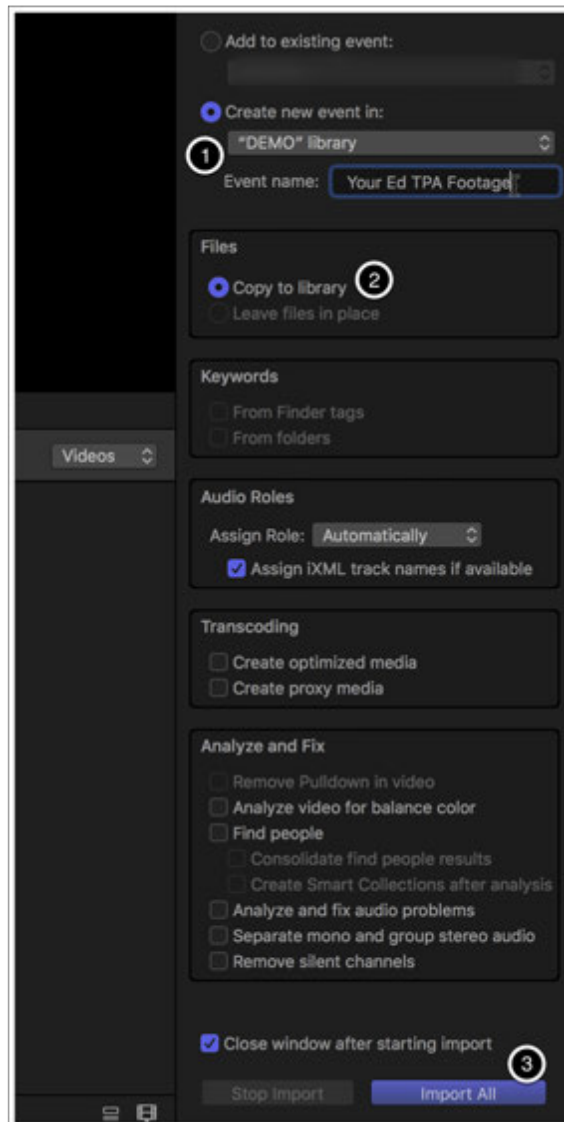 Add to existing event:
Create new event in:
1
"DEMO" library
Event name: Your Ed TPA Footage
Files
Copy to library 2
Leave files in place
Keywords
From Finder tags
From folders
Videos
Audio Roles
Assign Role: Automatically
Assign iXML track names if available
Transcoding
Create optimized media
Create proxy media
Analyze and Fix
Remove Pulldown in video
Analyze video for balance color
Find people
Consolidate find people results
Create Smart Collections after analysis
Analyze and fix audio problems
Separate mono and group stereo audio
Remove silent channels
Close window after starting import
3
Stop Import Import All